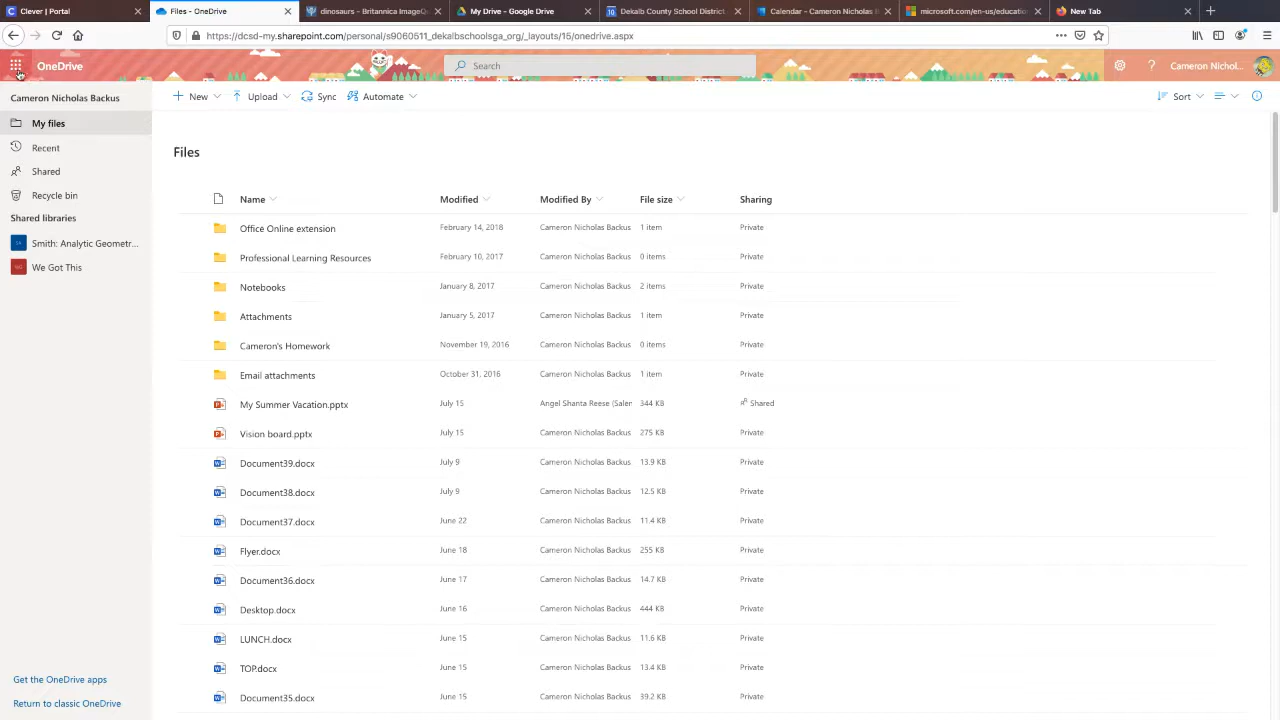 Clever | Portal
Files - OneDrive
dinosaurs - Britannica ImageQu
My Drive - Google Drive
Dekalb County School District
Calendar - Cameron Nicholas B
microsoft.com/en-us/education
New Tab
https://dcsd-my.sharepoint.com/personal/s9060511_dekalbschoolsga_org/_layouts/15/onedrive.aspx
OneDrive
Search
Cameron Nichol...
Cameron Nicholas Backus
New
Upload
Sync
Automate
Sort
My files
Recent
Shared
Recycle bin
Shared libraries
Smith: Analytic Geometr...
We Got This
Get the OneDrive apps
Return to classic OneDrive
Files
Name Modified Modified By File size Sharing
Office Online extension February 14, 2018 Cameron Nicholas Backus 1 item Private
Professional Learning Resources February 10, 2017 Cameron Nicholas Backus 0 items Private
Notebooks January 8, 2017 Cameron Nicholas Backus 2 items Private
Attachments January 5, 2017 Cameron Nicholas Backus 1 item Private
Cameron's Homework November 19, 2016 Cameron Nicholas Backus 0 items Private
Email attachments October 31, 2016 Cameron Nicholas Backus 1 item Private
My Summer Vacation.pptx July 15 Angel Shanta Reese (Salen 344 KB Shared
Vision board.pptx July 15 Cameron Nicholas Backus 275 KB Private
Document39.docx July 9 Cameron Nicholas Backus 13.9 KB Private
Document38.docx July 9 Cameron Nicholas Backus 12.5 KB Private
Document37.docx June 22 Cameron Nicholas Backus 11.4 KB Private
Flyer.docx June 18 Cameron Nicholas Backus 255 KB Private
Document36.docx June 17 Cameron Nicholas Backus 14.7 KB Private
Desktop.docx June 16 Cameron Nicholas Backus 444 KB Private
LUNCH.docx June 15 Cameron Nicholas Backus 11.6 KB Private
TOP.docx June 15 Cameron Nicholas Backus 13.4 KB Private
Document35.docx June 15 Cameron Nicholas Backus 39.2 KB Private